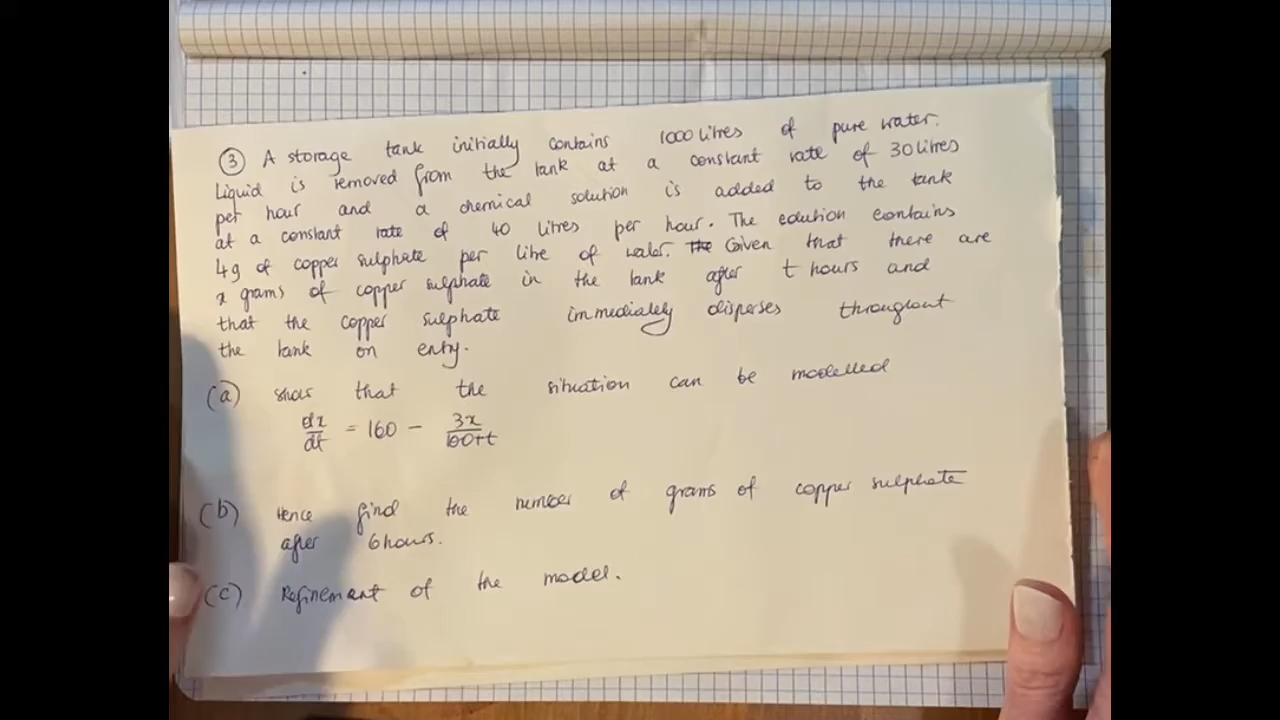 ③ A storage tank initially contains 1000 litres of pure water.
Liquid is removed from the tank at a constant rate of 30 litres
per hour and a chemical solution is added to the tank
at a constant rate of 40 litres per hour. The solution contains
4g of copper sulphate per litre of water. The Given that there are
x grams of copper sulphate in the tank after t hours and
that the copper sulphate immediately disperses throughout
the tank on entry.
(a) show that the situation can be modelled
dx/dt = 160 - 3x/100+t
(b) Hence find the number of grams of copper sulphate
after 6 hours.
(c) Refinement of the model.